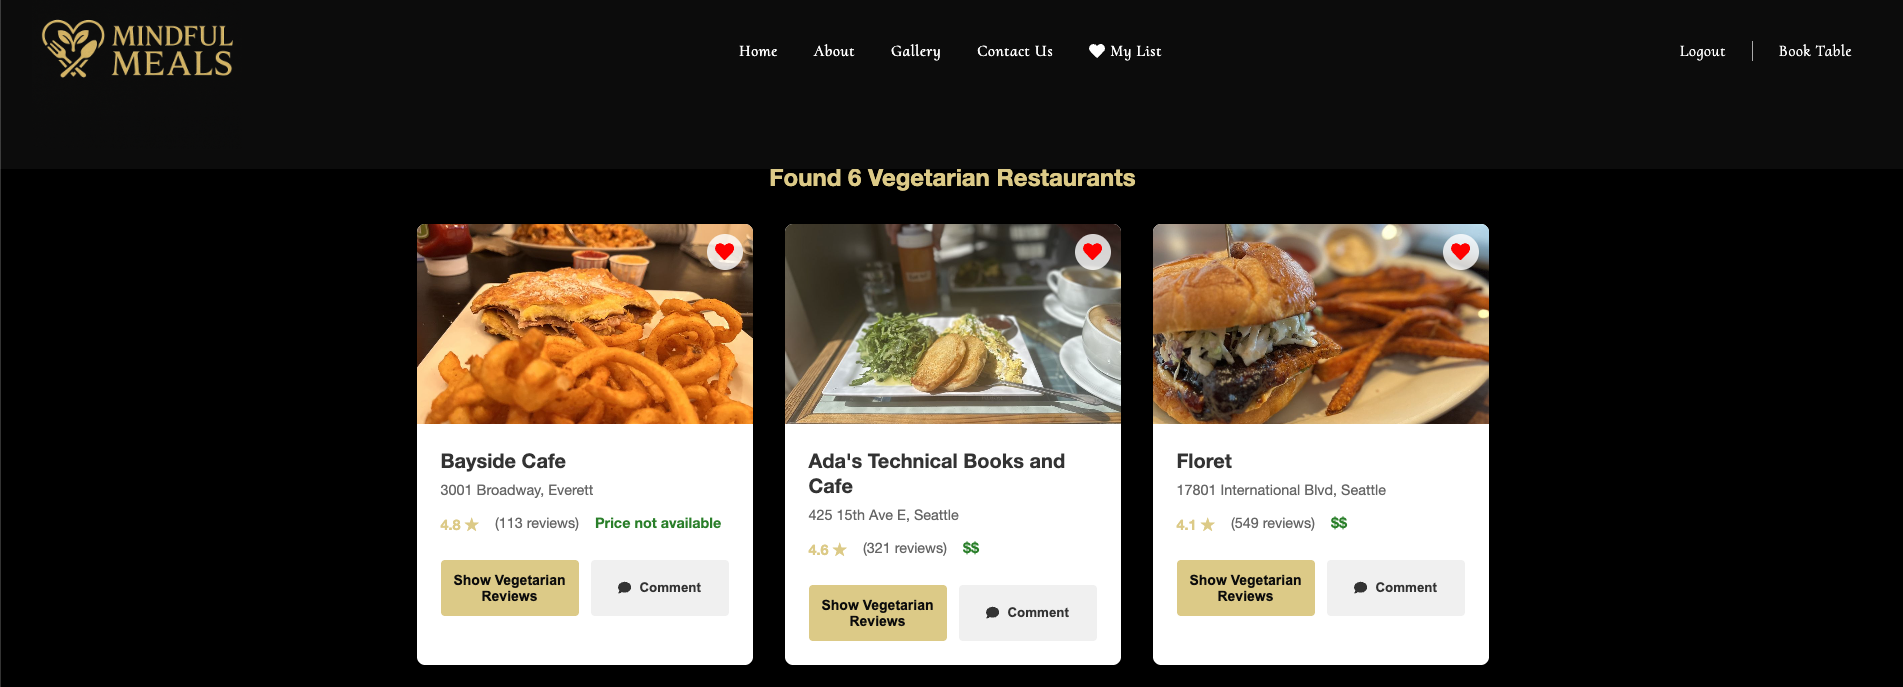 MINDFUL
MEALS
Home About Gallery Contact Us My List
Logout Book Table
Found 6 Vegetarian Restaurants
Bayside Cafe
3001 Broadway, Everett
4.8 ★ (113 reviews) Price not available
Show Vegetarian
Reviews
Comment
Ada's Technical Books and
Cafe
425 15th Ave E, Seattle
4.6 ★ (321 reviews) $$
Show Vegetarian
Reviews
Comment
Floret
17801 International Blvd, Seattle
4.1 ★ (549 reviews) $$
Show Vegetarian
Reviews
Comment